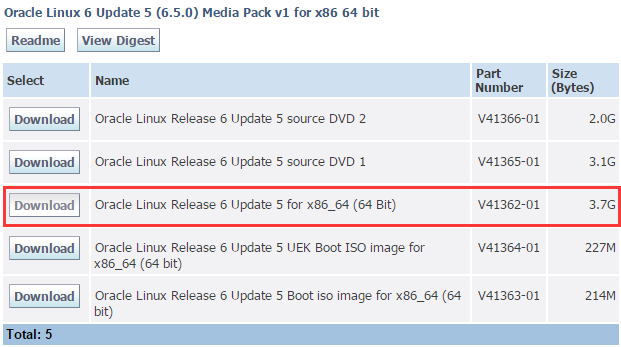 Oracle Linux 6 Update 5 (6.5.0) Media Pack v1 for x86 64 bit
Readme View Digest
Select Name Part Number Size (Bytes)
Download Oracle Linux Release 6 Update 5 source DVD 2 V41366-01 2.0G
Download Oracle Linux Release 6 Update 5 source DVD 1 V41365-01 3.1G
Download Oracle Linux Release 6 Update 5 for x86_64 (64 Bit) V41362-01 3.7G
Download Oracle Linux Release 6 Update 5 UEK Boot ISO image for V41364-01 227M
x86_64 (64 bit)
Download Oracle Linux Release 6 Update 5 Boot iso image for x86_64 (64 V41363-01 214M
bit)
Total: 5